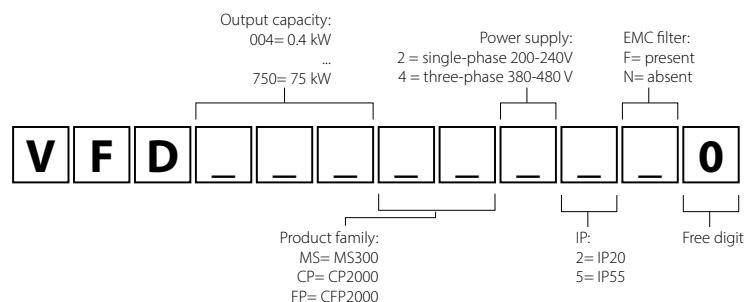 Output capacity:
004= 0.4 kW
...
750= 75 kW
Power supply:
2 = single-phase 200-240V
4 = three-phase 380-480 V
EMC filter:
F= present
N= absent
V F D _ _ _ _ _ _ _ _ 0
Product family:
MS= MS300
CP= CP2000
FP= CFP2000
IP:
2= IP20
5= IP55
Free digit